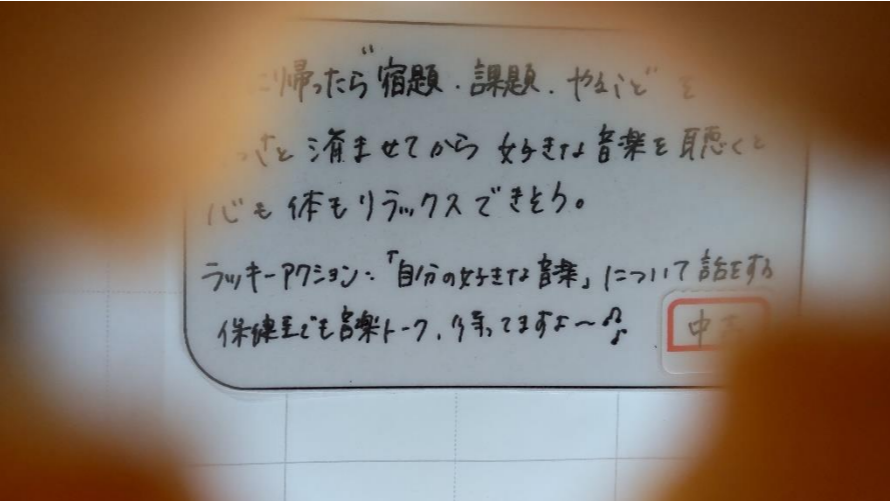 帰ったら宿題・課題・やることを
さっさと済ませてから好きな音楽を聴くと
心も体もリラックスできそう。
ラッキーアクション:「自分の好きな音楽」について話をする
保健室でも音楽トーク、待ってますよ〜♫♪
中